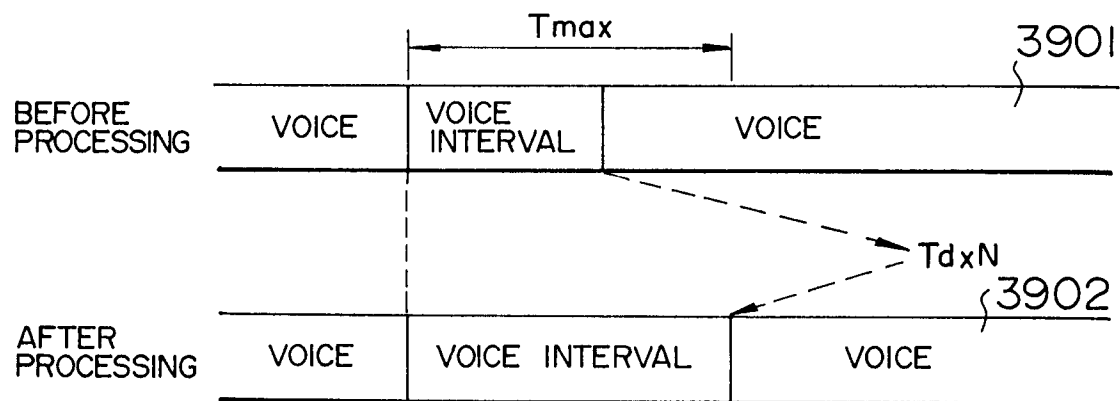 Tmax
3901
BEFORE
PROCESSING
VOICE
VOICE
INTERVAL
VOICE
TdxN
3902
AFTER
PROCESSING
VOICE
VOICE INTERVAL
VOICE